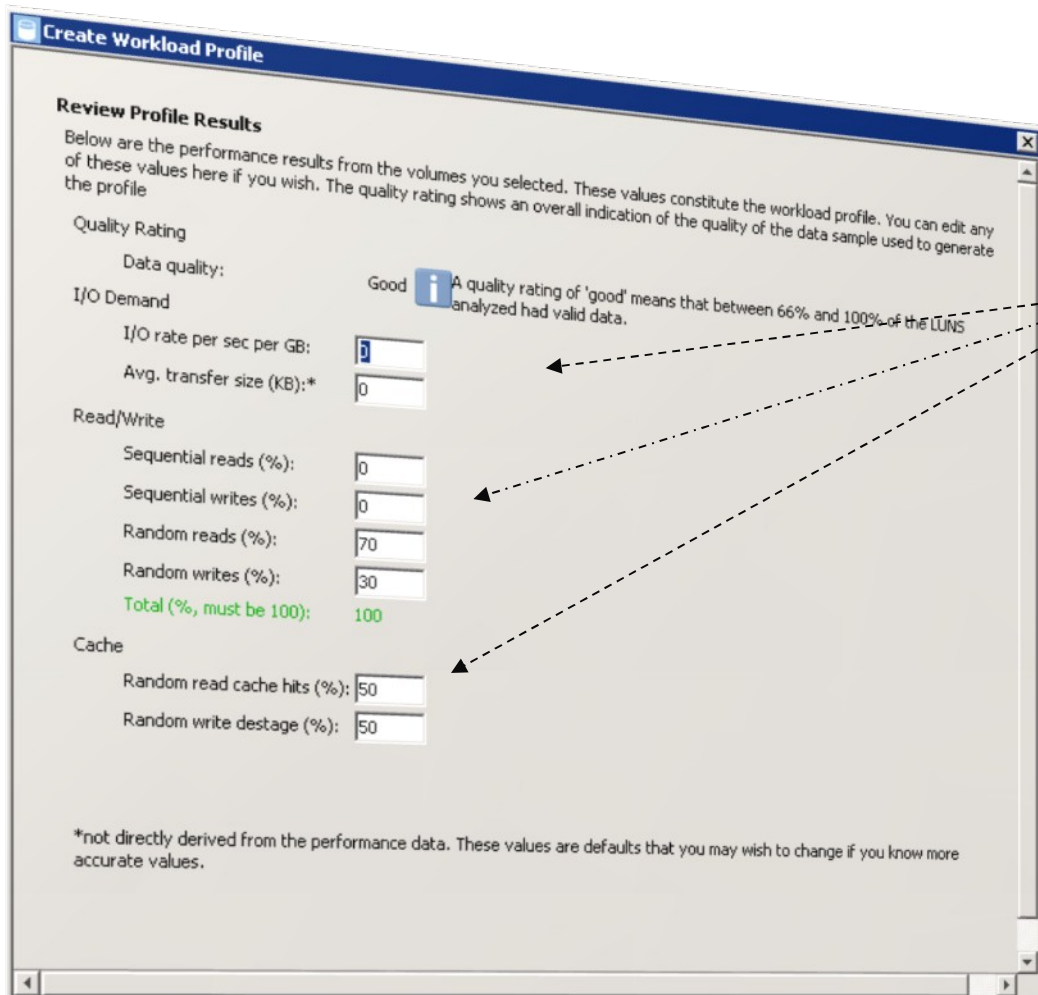 Create Workload Profile
Review Profile Results
Below are the performance results from the volumes you selected. These values constitute the workload profile. You can edit any
of these values here if you wish. The quality rating shows an overall indication of the quality of the data sample used to generate
the profile
Quality Rating
Data quality:
Good
A quality rating of 'good' means that between 66% and 100% of the LUNS
analyzed had valid data.
I/O Demand
I/O rate per sec per GB:
0
Avg. transfer size (KB):*
0
Read/Write
Sequential reads (%):
0
Sequential writes (%):
0
Random reads (%):
70
Random writes (%):
30
Total (%, must be 100):
100
Cache
Random read cache hits (%):
50
Random write destage (%):
50
*not directly derived from the performance data. These values are defaults that you may wish to change if you know more
accurate values.